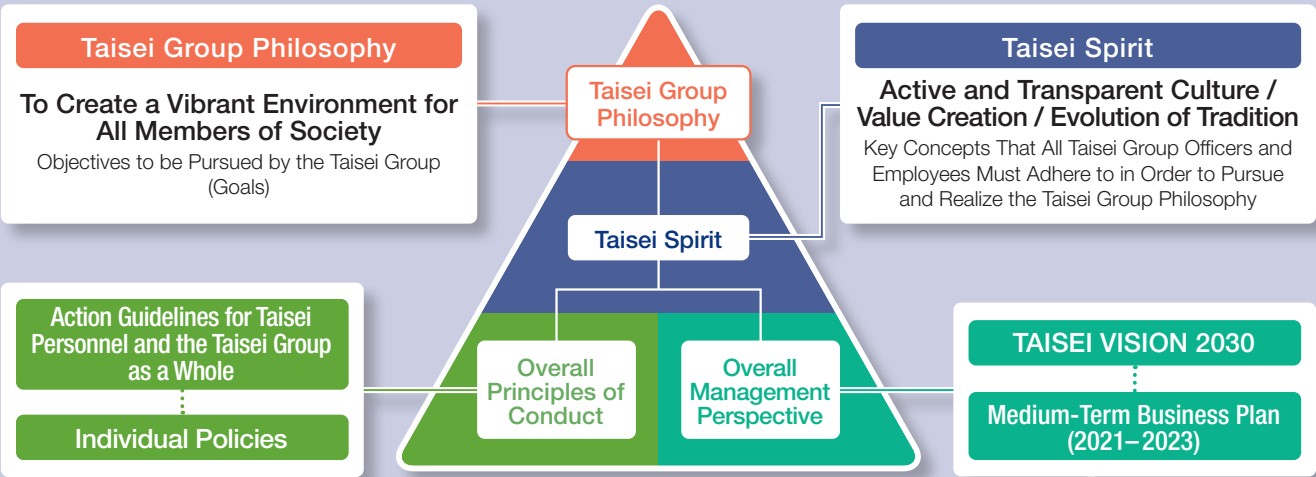 Taisei Group Philosophy
To Create a Vibrant Environment for
All Members of Society
Objectives to be Pursued by the Taisei Group
(Goals)
Taisei Group
Philosophy
Taisei Spirit
Active and Transparent Culture /
Value Creation / Evolution of Tradition
Key Concepts That All Taisei Group Officers and
Employees Must Adhere to in Order to Pursue
and Realize the Taisei Group Philosophy
Taisei Spirit
Action Guidelines for Taisei
Personnel and the Taisei Group
as a Whole
Individual Policies
Overall
Principles of
Conduct
Overall
Management
Perspective
TAISEI VISION 2030
Medium-Term Business Plan
(2021–2023)